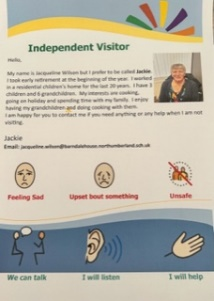 Independent Visitor
Hello,
My name is Jacqueline Wilson but I prefer to be called Jackie.
I took early retirement at the beginning of the year. I worked
in a residential children's home for the last 20 years. I have 3
children and 6 grandchildren. My interests are cooking,
going on holiday and spending time with my family. I enjoy
having my grandchildren and doing cooking with them.
I am happy for you to contact me if you need anything or any help when I am not
visiting.
Jackie
Email:
Feeling Sad
Upset bout something
Unsafe
We can talk
I will listen
I will help